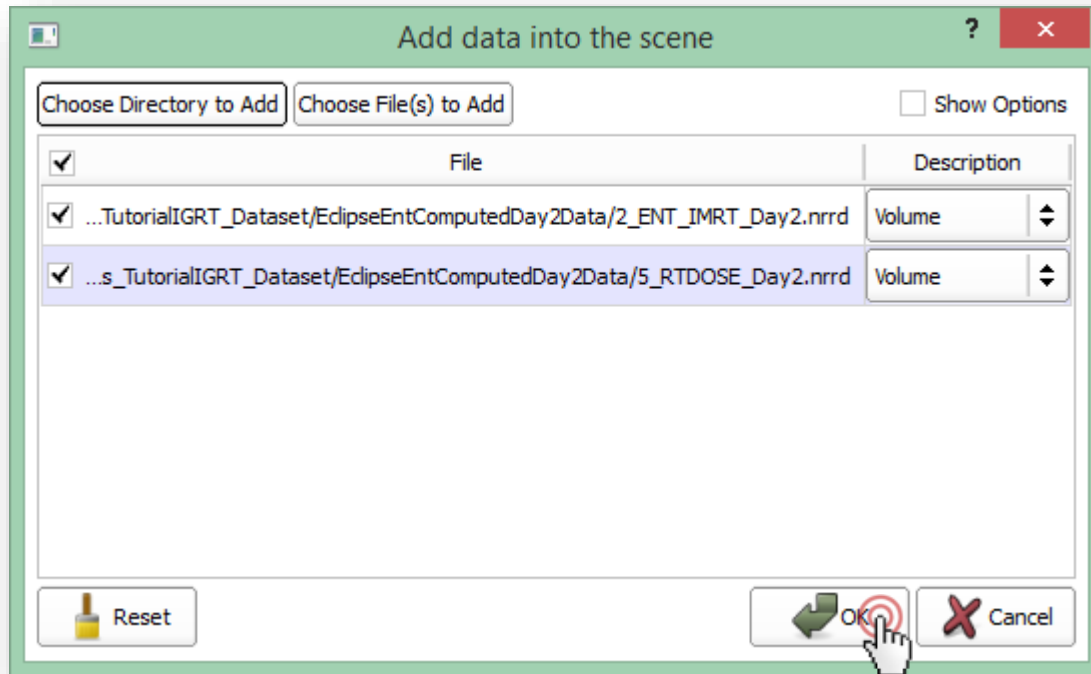 Add data into the scene
?
Choose Directory to Add Choose File(s) to Add Show Options
File Description
...TutorialIGRT_Dataset/EclipseEntComputedDay2Data/2_ENT_IMRT_Day2.nrrd Volume
...s_TutorialIGRT_Dataset/EclipseEntComputedDay2Data/5_RTDOSE_Day2.nrrd Volume
Reset OK Cancel